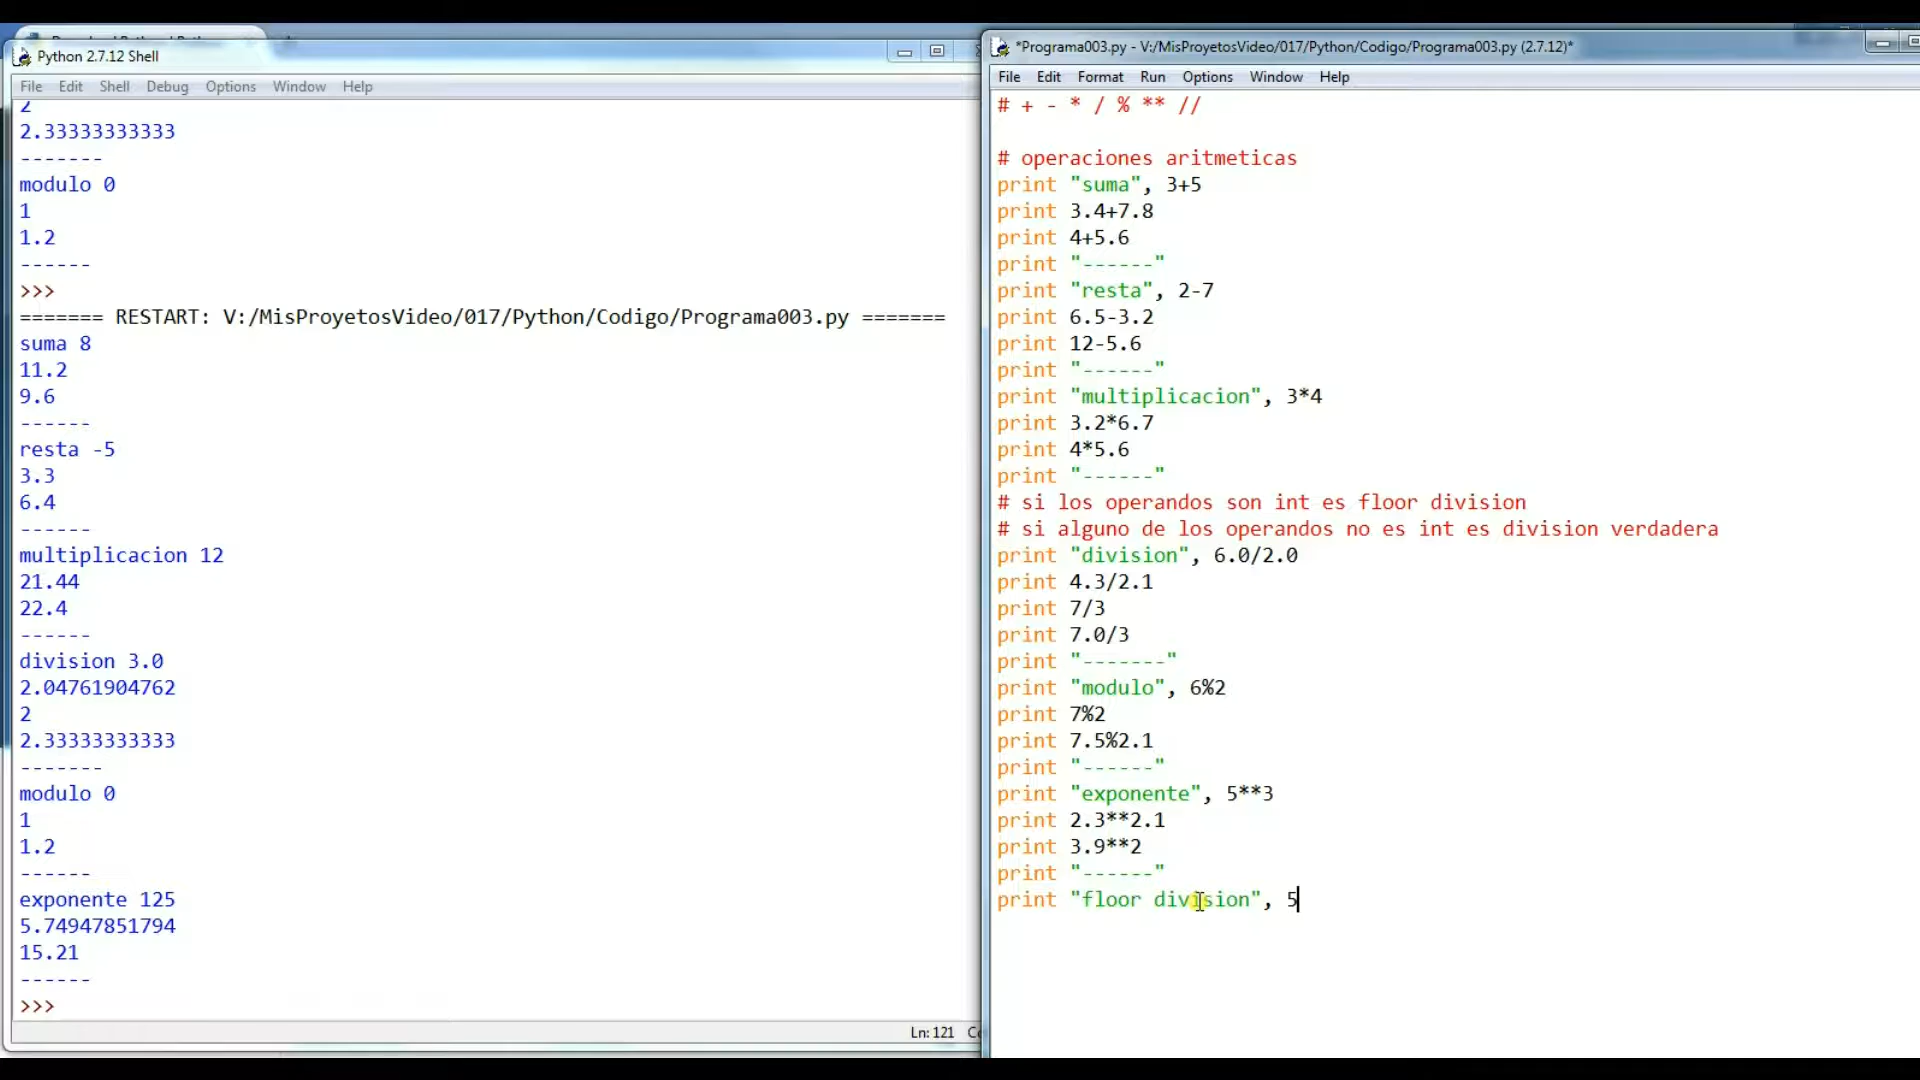 Python 2.7.12 Shell
File Edit Shell Debug Options Window Help
2
2.33333333333
-------
modulo 0
1
1.2
------
>>>
======= RESTART: V:/MisProyetosVideo/017/Python/Codigo/Programa003.py =======
suma 8
11.2
9.6
------
resta -5
3.3
6.4
------
multiplicacion 12
21.44
22.4
------
division 3.0
2.04761904762
2
2.33333333333
-------
modulo 0
1
1.2
------
exponente 125
5.74947851794
15.21
------
>>>
Ln: 121
*Programa003.py - V:/MisProyetosVideo/017/Python/Codigo/Programa003.py (2.7.12)*
File Edit Format Run Options Window Help
# + - * / % ** //
# operaciones aritmeticas
print "suma", 3+5
print 3.4+7.8
print 4+5.6
print "------"
print "resta", 2-7
print 6.5-3.2
print 12-5.6
print "------"
print "multiplicacion", 3*4
print 3.2*6.7
print 4*5.6
print "------"
# si los operandos son int es floor division
# si alguno de los operandos no es int es division verdadera
print "division", 6.0/2.0
print 4.3/2.1
print 7/3
print 7.0/3
print "-------"
print "modulo", 6%2
print 7%2
print 7.5%2.1
print "------"
print "exponente", 5**3
print 2.3**2.1
print 3.9**2
print "------"
print "floor division", 5